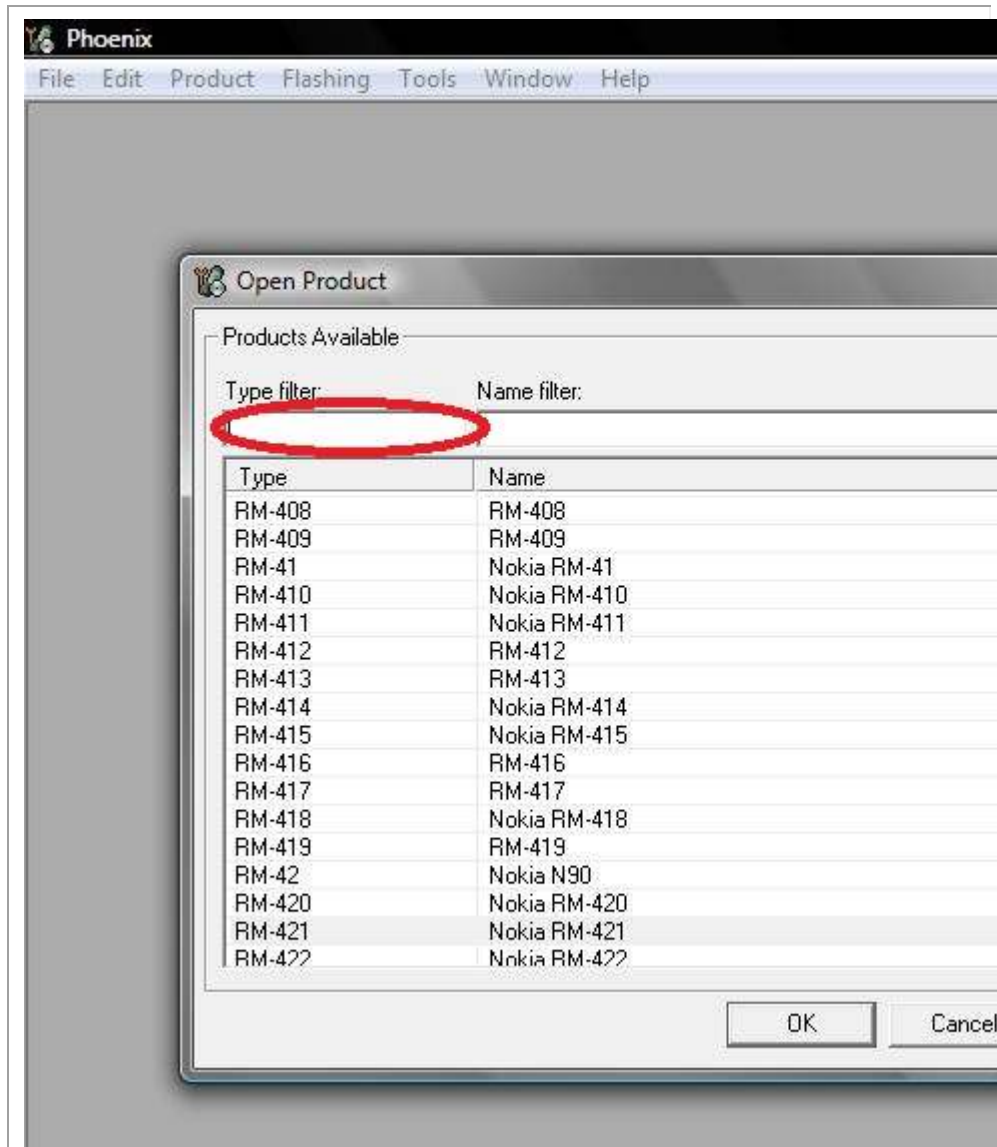 Phoenix
File Edit Product Flashing Tools Window Help
Open Product
Products Available
Type filter: Name filter:
Type Name
RM-408 RM-408
RM-409 RM-409
RM-41 Nokia RM-41
RM-410 Nokia RM-410
RM-411 Nokia RM-411
RM-412 RM-412
RM-413 RM-413
RM-414 Nokia RM-414
RM-415 Nokia RM-415
RM-416 RM-416
RM-417 RM-417
RM-418 Nokia RM-418
RM-419 RM-419
RM-42 Nokia N90
RM-420 Nokia RM-420
RM-421 Nokia RM-421
RM-422 Nokia RM-422
OK Cancel